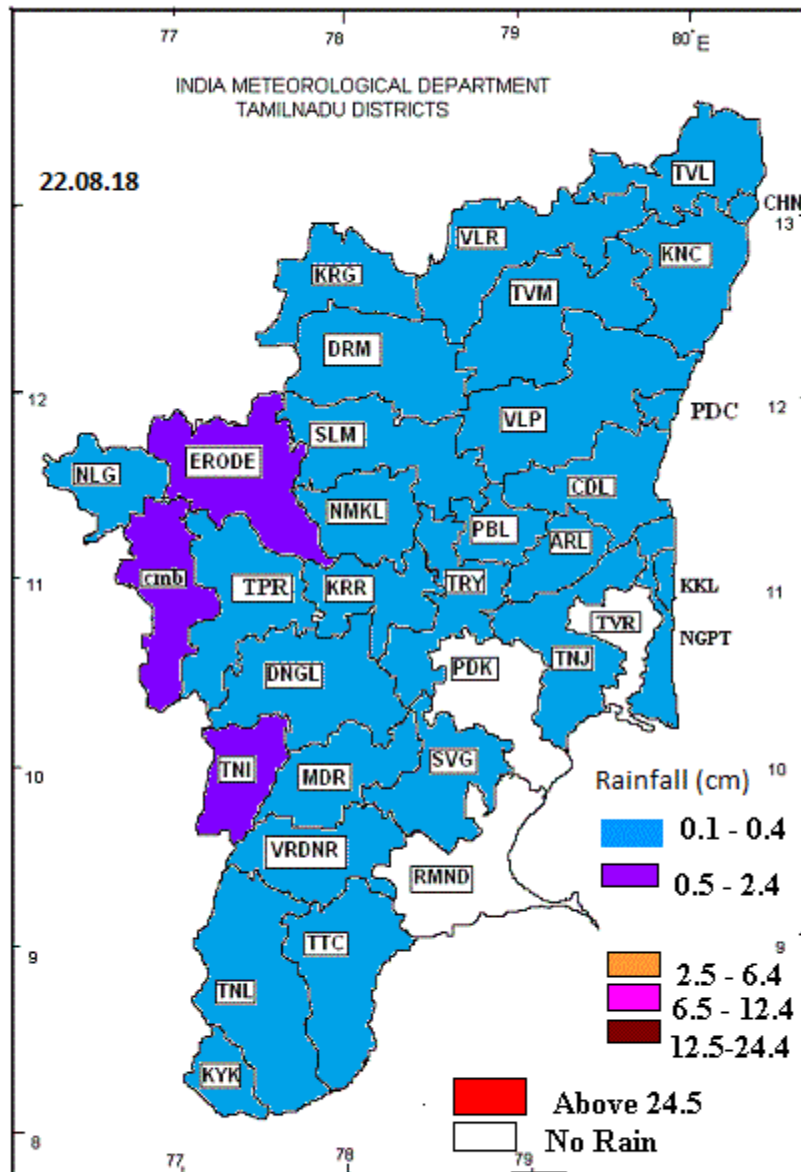 77 78 79 80°E
INDIA METEOROLOGICAL DEPARTMENT
TAMILNADU DISTRICTS
22.08.18
TVL
CHN
13
VLR
KNC
KRG
TVM
DRM
12
12
VLP
PDC
SLM
ERODE
NLG
CDL
NMKL
PBL
ARL
11
cmb
TPR
KRR
TRY
KKL
11
TVR
NGPT
DNGL
PDK
TNJ
10
TNI
MDR
SVG
10
Rainfall (cm)
0.1 - 0.4
VRDNR
RMND
0.5 - 2.4
9
TTC
9
2.5 - 6.4
TNL
6.5 - 12.4
12.5-24.4
KYK
Above 24.5
8
No Rain
77 78 79